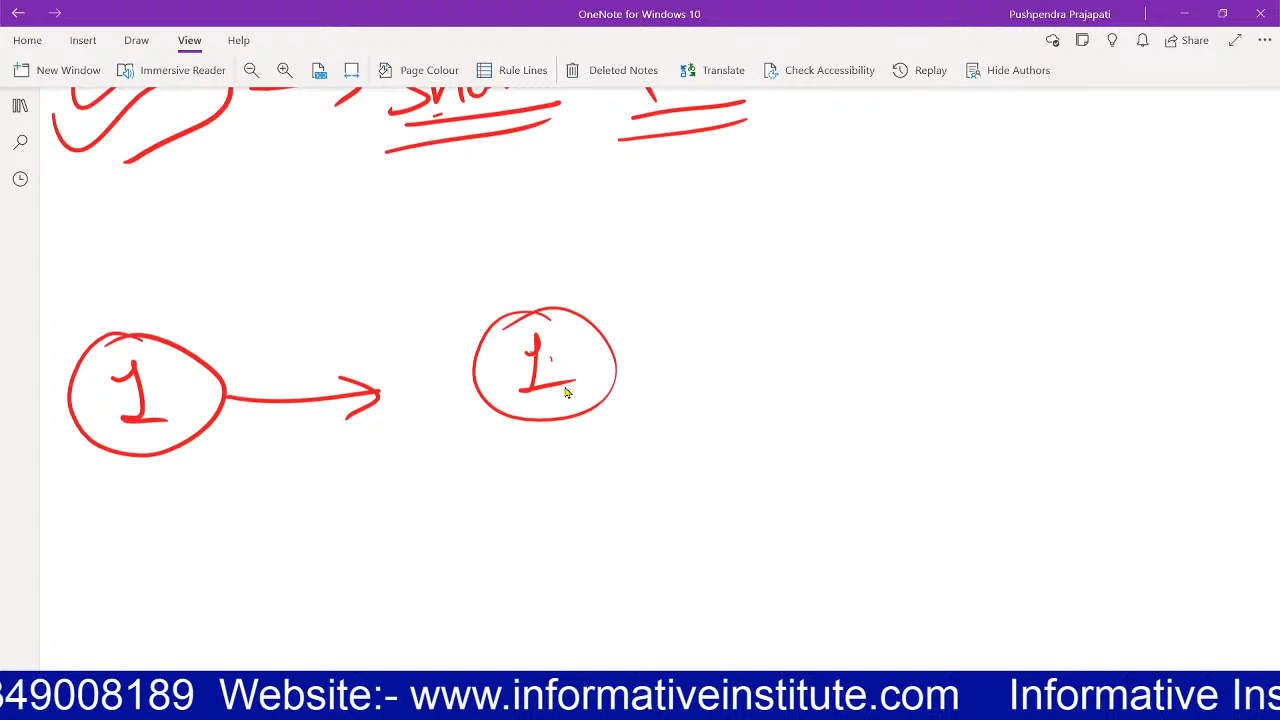 OneNote for Windows 10
Pushpendra Prajapati
Home Insert Draw View Help
Share
New Window Immersive Reader Page Colour Rule Lines Deleted Notes Translate Check Accessibility Replay Hide Authors
1 1
849008189 Website:- www.informativeinstitute.com Informative Ins